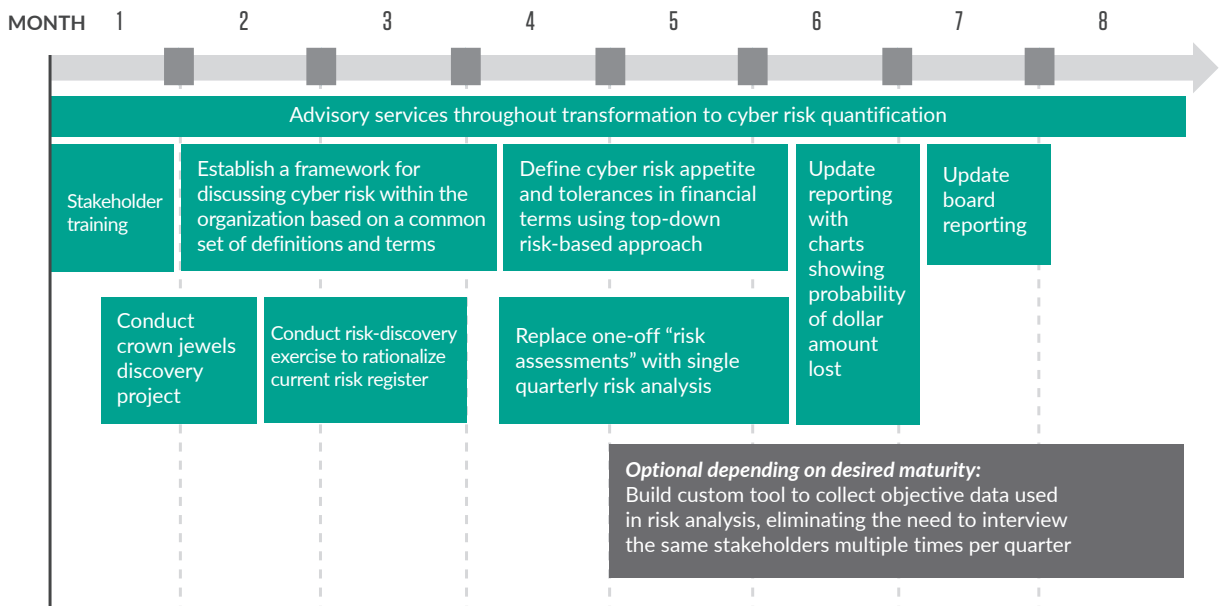 MONTH 1 2 3 4 5 6 7 8
Advisory services throughout transformation to cyber risk quantification
Stakeholder
training
Establish a framework for
discussing cyber risk within the
organization based on a common
set of definitions and terms
Define cyber risk appetite
and tolerances in financial
terms using top-down
risk-based approach
Update
reporting
with
charts
showing
probability
of dollar
amount
lost
Update
board
reporting
Conduct
crown jewels
discovery
project
Conduct risk-discovery
exercise to rationalize
current risk register
Replace one-off “risk
assessments” with single
quarterly risk analysis
Optional depending on desired maturity:
Build custom tool to collect objective data used
in risk analysis, eliminating the need to interview
the same stakeholders multiple times per quarter